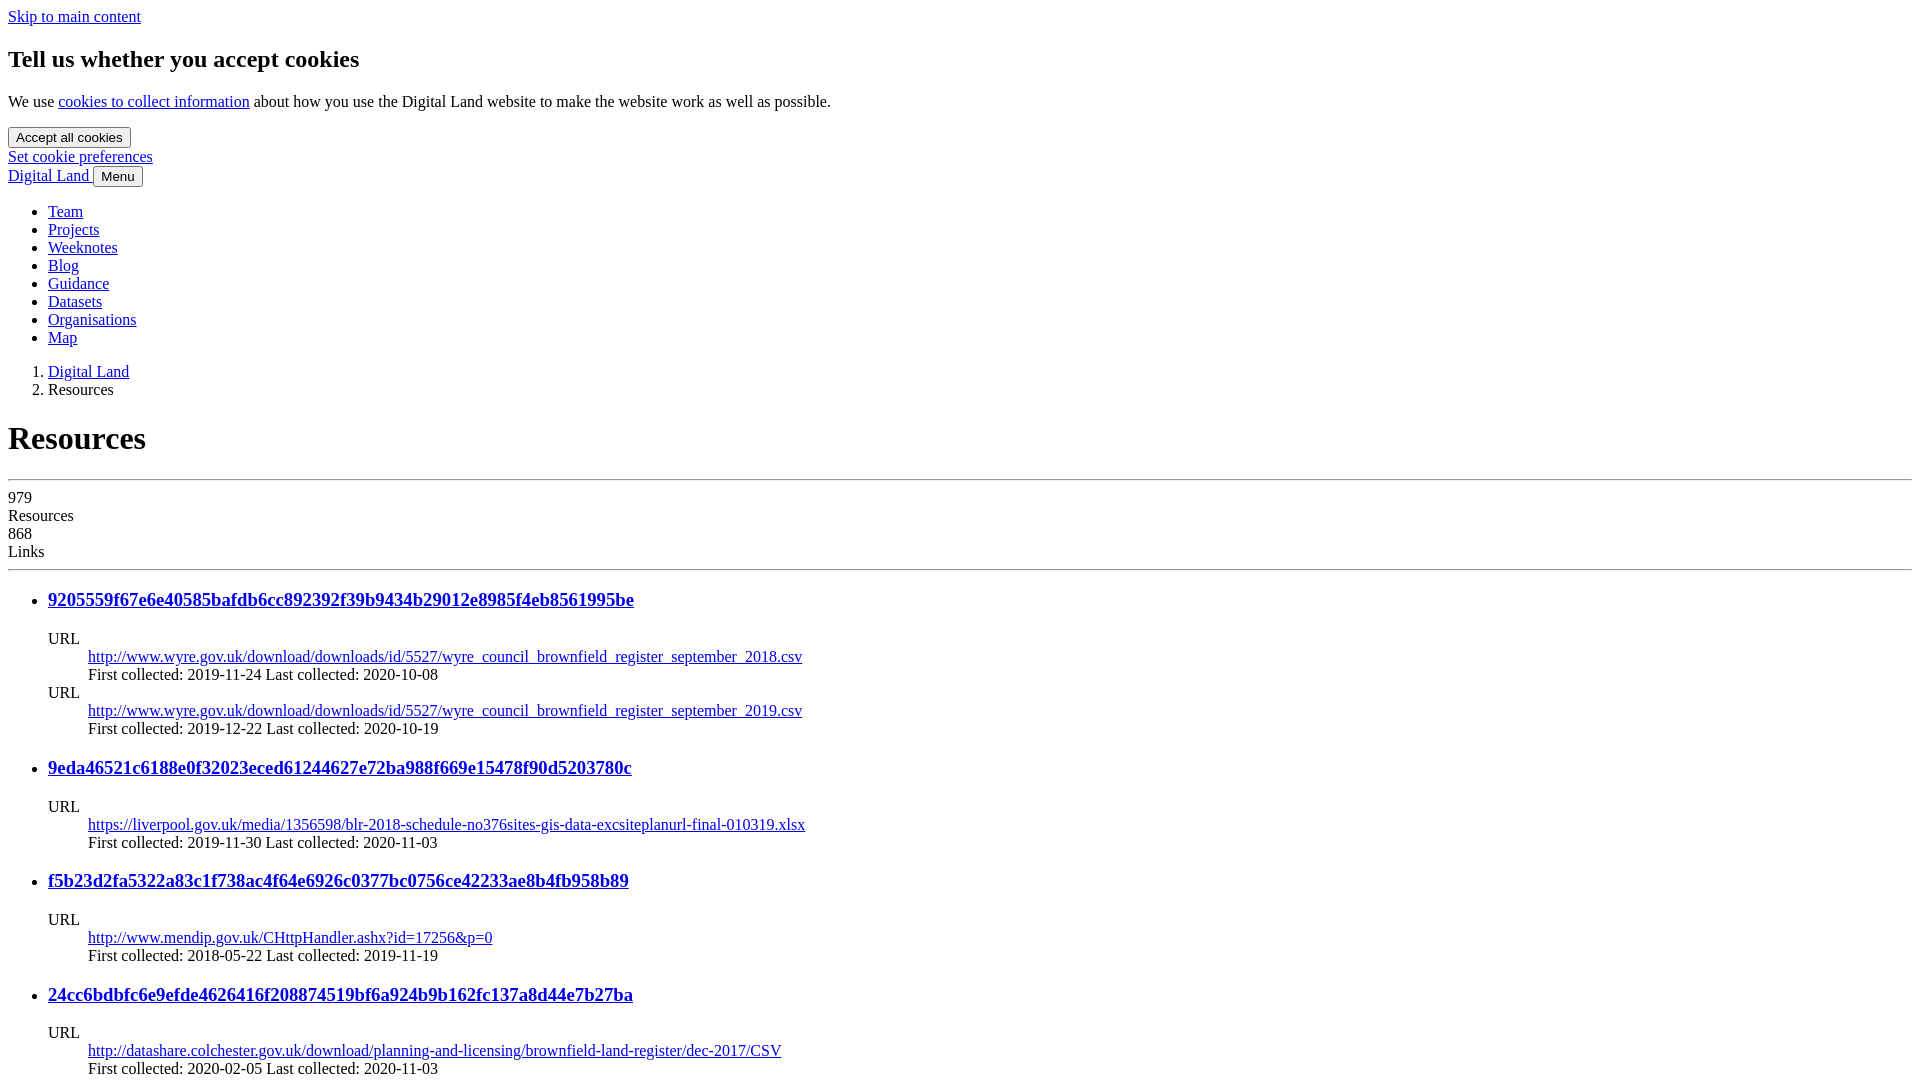 Skip to main content
Tell us whether you accept cookies
We use cookies to collect information about how you use the Digital Land website to make the website work as well as possible.
Accept all cookies
Set cookie preferences
Digital Land Menu
Team
Projects
Weeknotes
Blog
Guidance
Datasets
Organisations
Map
1. Digital Land
2. Resources
Resources
979
Resources
868
Links
9205559f67e6e40585bafdb6cc892392f39b9434b29012e8985f4eb8561995be
URL
http://www.wyre.gov.uk/download/downloads/id/5527/wyre_council_brownfield_register_september_2018.csv
First collected: 2019-11-24 Last collected: 2020-10-08
URL
http://www.wyre.gov.uk/download/downloads/id/5527/wyre_council_brownfield_register_september_2019.csv
First collected: 2019-12-22 Last collected: 2020-10-19
9eda46521c6188e0f32023eced61244627e72ba988f669e15478f90d5203780c
URL
https://liverpool.gov.uk/media/1356598/blr-2018-schedule-no376sites-gis-data-excsiteplanurl-final-010319.xlsx
First collected: 2019-11-30 Last collected: 2020-11-03
f5b23d2fa5322a83c1f738ac4f64e6926c0377bc0756ce42233ae8b4fb958b89
URL
http://www.mendip.gov.uk/CHttpHandler.ashx?id=17256&p=0
First collected: 2018-05-22 Last collected: 2019-11-19
24cc6bdbfc6e9efde4626416f208874519bf6a924b9b162fc137a8d44e7b27ba
URL
http://datashare.colchester.gov.uk/download/planning-and-licensing/brownfield-land-register/dec-2017/CSV
First collected: 2020-02-05 Last collected: 2020-11-03